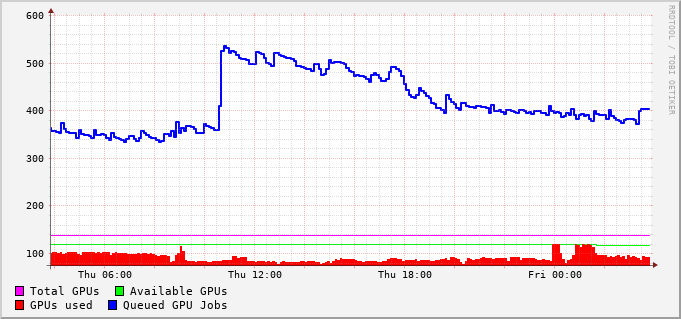 RRDTOOL / TOBI OETIKER
600
500
400
300
200
100
Thu 06:00 Thu 12:00 Thu 18:00 Fri 00:00
Total GPUs Available GPUs
GPUs used Queued GPU Jobs